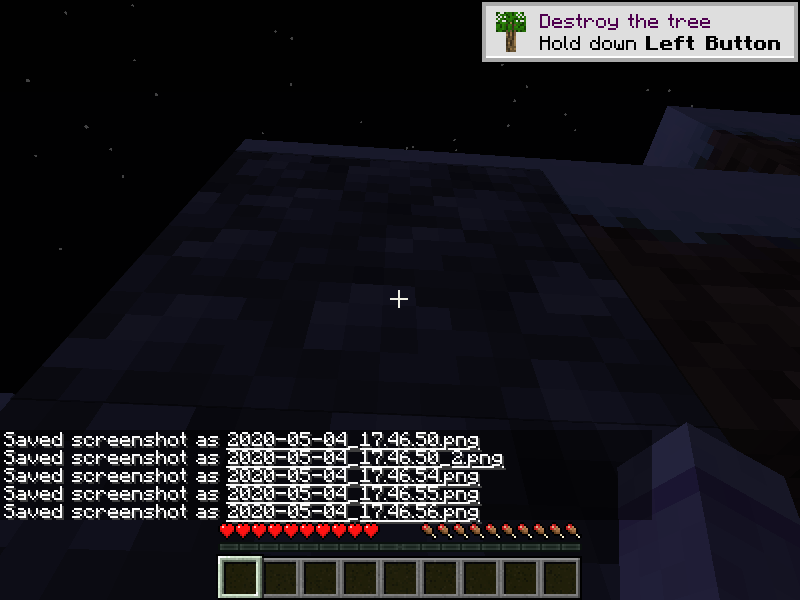 Destroy the tree
Hold down Left Button
Saved screenshot as 2020-05-04_17.46.50.png
Saved screenshot as 2020-05-04_17.46.50_2.png
Saved screenshot as 2020-05-04_17.46.54.png
Saved screenshot as 2020-05-04_17.46.55.png
Saved screenshot as 2020-05-04_17.46.56.png